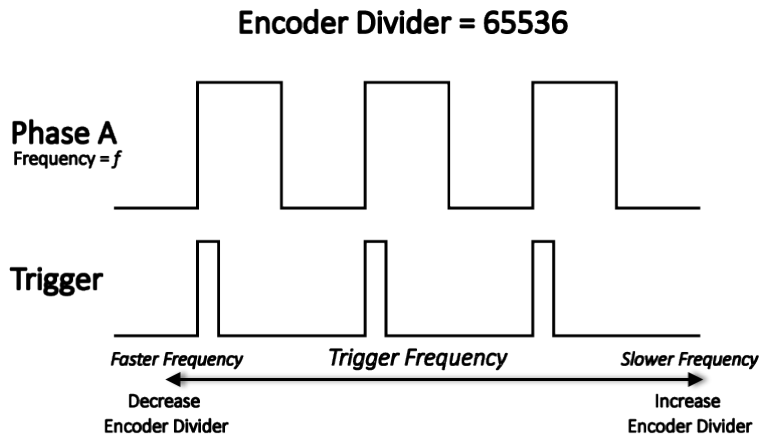 Encoder Divider = 65536
Phase A
Frequency = f
Trigger
Faster Frequency
Trigger Frequency
Slower Frequency
Decrease
Encoder Divider
Increase
Encoder Divider